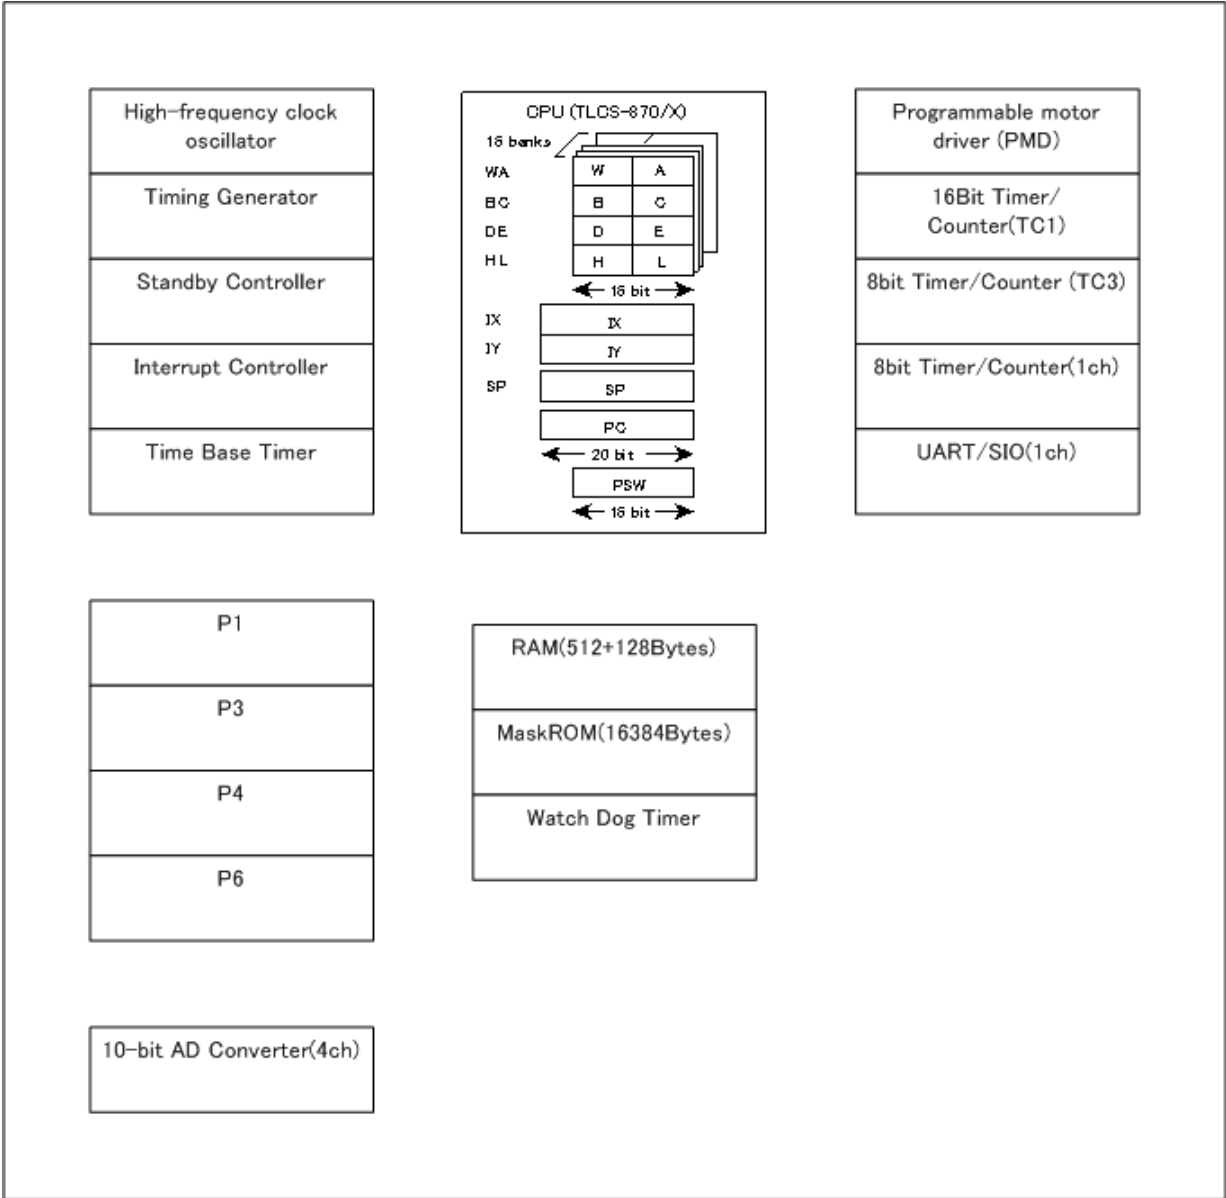 High-frequency clock
oscillator
Timing Generator
Standby Controller
Interrupt Controller
Time Base Timer
CPU (TLCS-870/X)
16 banks
WA
W A
BC
B C
DE
D E
HL
H L
16 bit
IX
IX
IY
IY
SP
SP
PC
20 bit
PSW
16 bit
Programmable motor
driver (PMD)
16Bit Timer/
Counter(TC1)
8bit Timer/Counter (TC3)
8bit Timer/Counter(1ch)
UART/SIO(1ch)
P1
P3
P4
P6
RAM(512+128Bytes)
MaskROM(16384Bytes)
Watch Dog Timer
10-bit AD Converter(4ch)